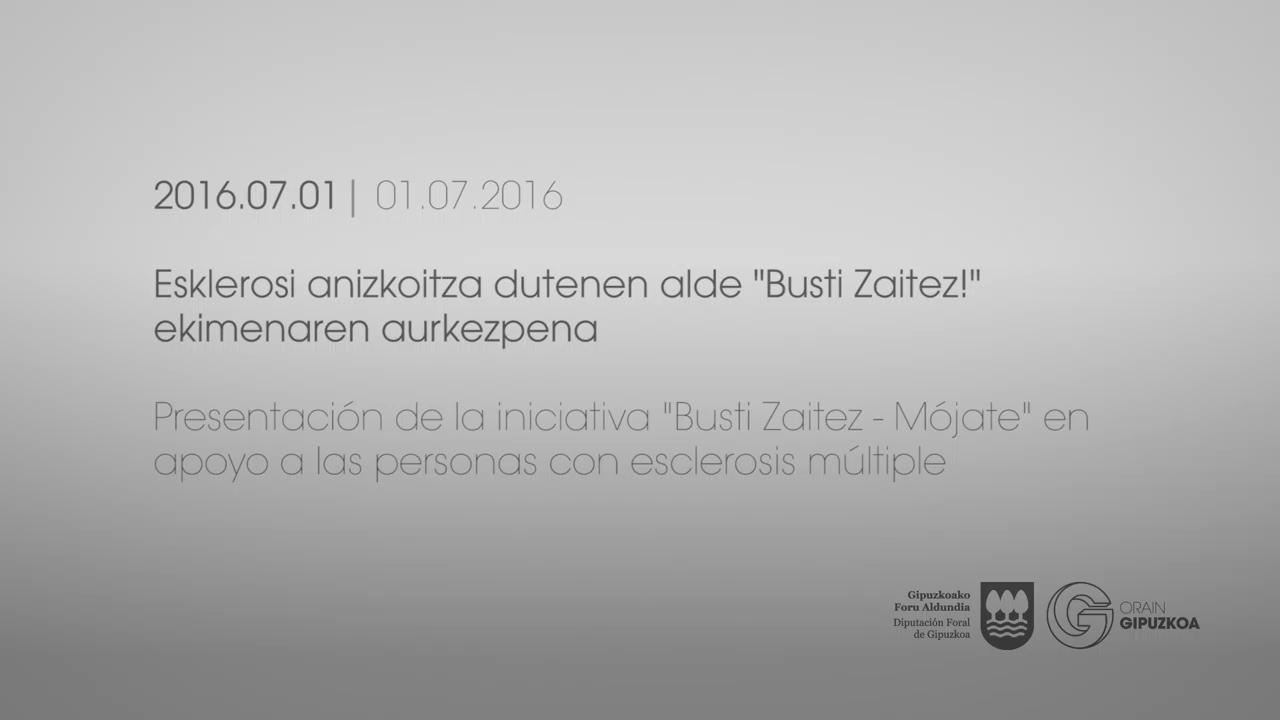 2016.07.01 | 01.07.2016
Esklerosi anizkoitza dutenen alde "Busti Zaitez!"
ekimenaren aurkezpena
Presentación de la iniciativa "Busti Zaitez - Mójate" en
apoyo a las personas con esclerosis múltiple
Gipuzkoako
Foru Aldundia
Diputación Foral
de Gipuzkoa
ORAIN
GIPUZKOA